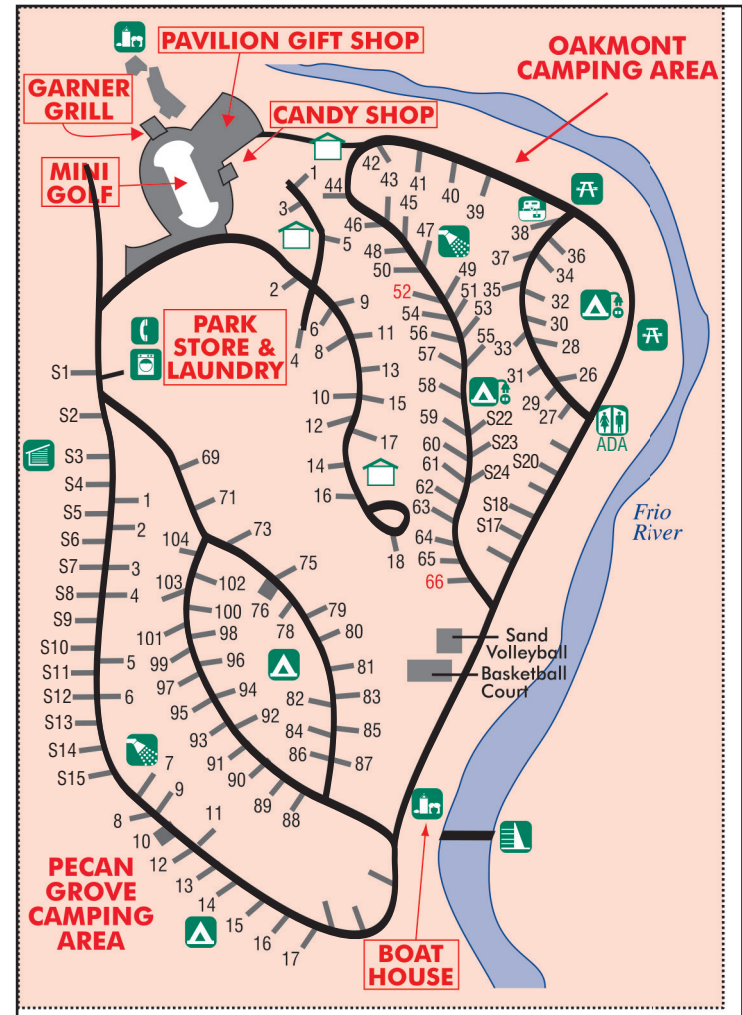 PAVILION GIFT SHOP
OAKMONT
CAMPING AREA
GARNER
GRILL
CANDY SHOP
MINI
GOLF
1
44
42
43
41
40
39
45
3
5
46
47
48
50
49
38
36
37
34
2
52
51
35
32
9
54
53
30
6
56
55
33
28
4
8
11
57
PARK
STORE &
LAUNDRY
S1
13
58
31
26
10
15
29
27
S2
12
17
59
S22
ADA
60
S23
S3
69
14
61
S24
S20
S4
16
62
S18
1
71
63
S17
S5
2
73
18
64
S6
104
65
Frio
River
S7
3
75
66
103
102
S8
4
76
79
100
78
80
S9
101
98
Sand
Volleyball
S10
99
96
81
Basketball
Court
S11
5
97
94
82
83
S12
6
95
92
84
85
S13
93
86
87
S14
91
7
90
S15
9
89
88
8
11
10
12
13
14
15
16
17
PECAN
GROVE
CAMPING
AREA
BOAT
HOUSE